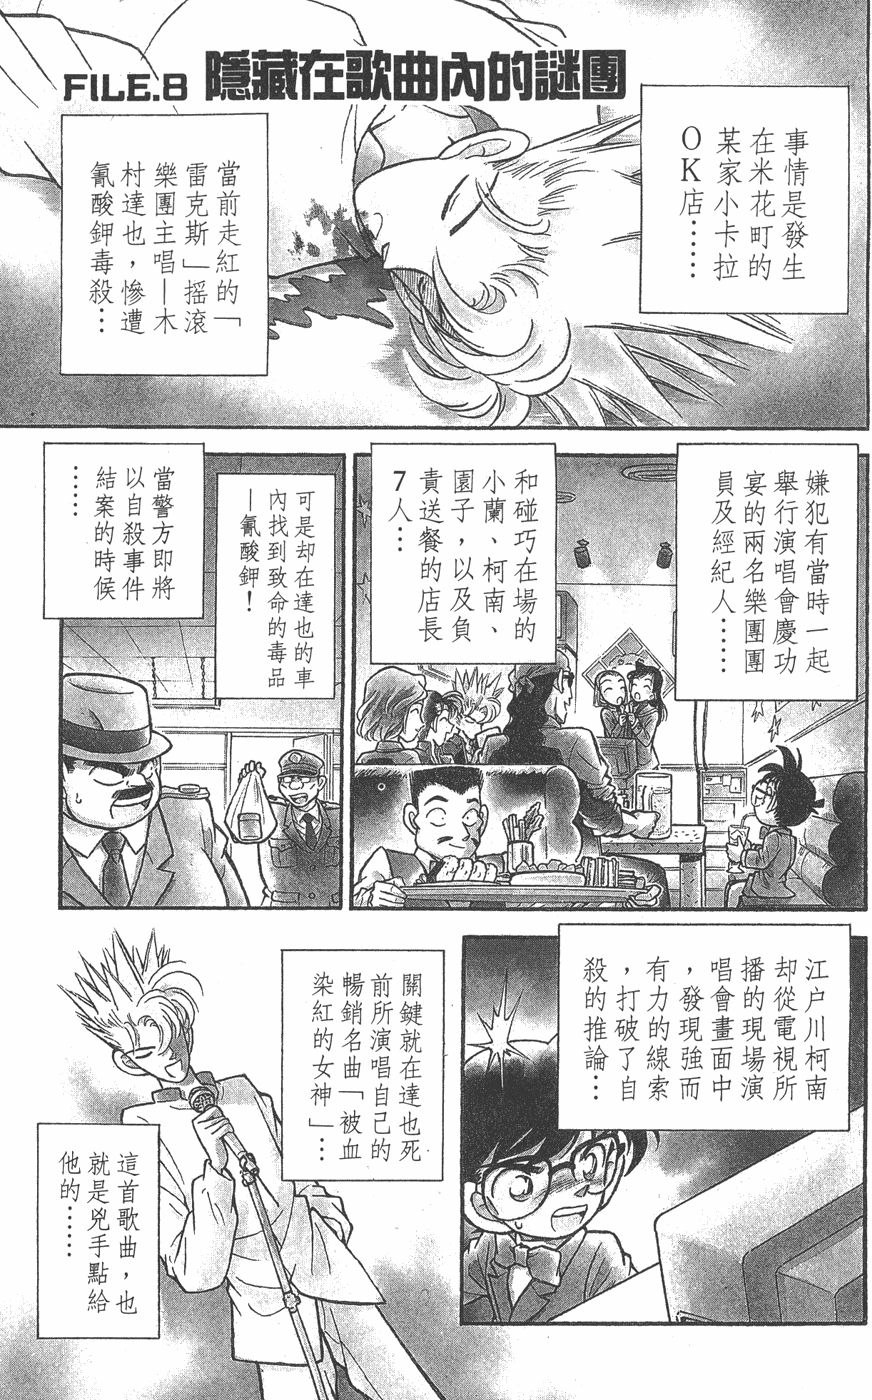 FILE.8 隱藏在歌曲內的謎團
事情是發生
在米花町的
某家小卡拉
OK店……
當前走紅的「
雷克斯」搖滾
樂團主唱—木
村達也，慘遭
氰酸鉀毒殺…
嫌犯有當時一起
舉行演唱會慶功
宴的兩名樂團團
員及經紀人……
和碰巧在場的
小蘭、柯南、
園子，以及負
責送餐的店長
7人…
可是却在達也的車
內找到致命的毒品
—氰酸鉀！
當警方即將
以自殺事件
結案的時候
……
江戶川柯南
却從電視所
播的現場演
唱會畫面中
，發現強而
有力的線索
，打破了自
殺的推論…
關鍵就在達也死
前所演唱自己的
暢銷名曲「被血
染紅的女神」…
這首歌曲，也
就是兇手點給
他的……